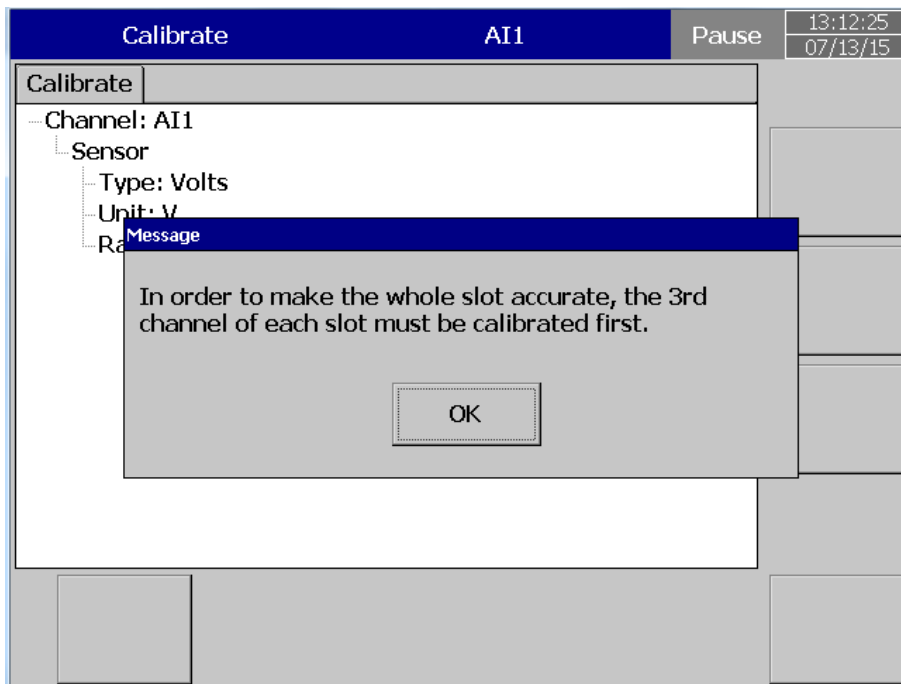 Calibrate AI1 Pause 13:12:25
07/13/15
Calibrate
Channel: AI1
Sensor
Type: Volts
Unit: V
Message
In order to make the whole slot accurate, the 3rd
channel of each slot must be calibrated first.
OK